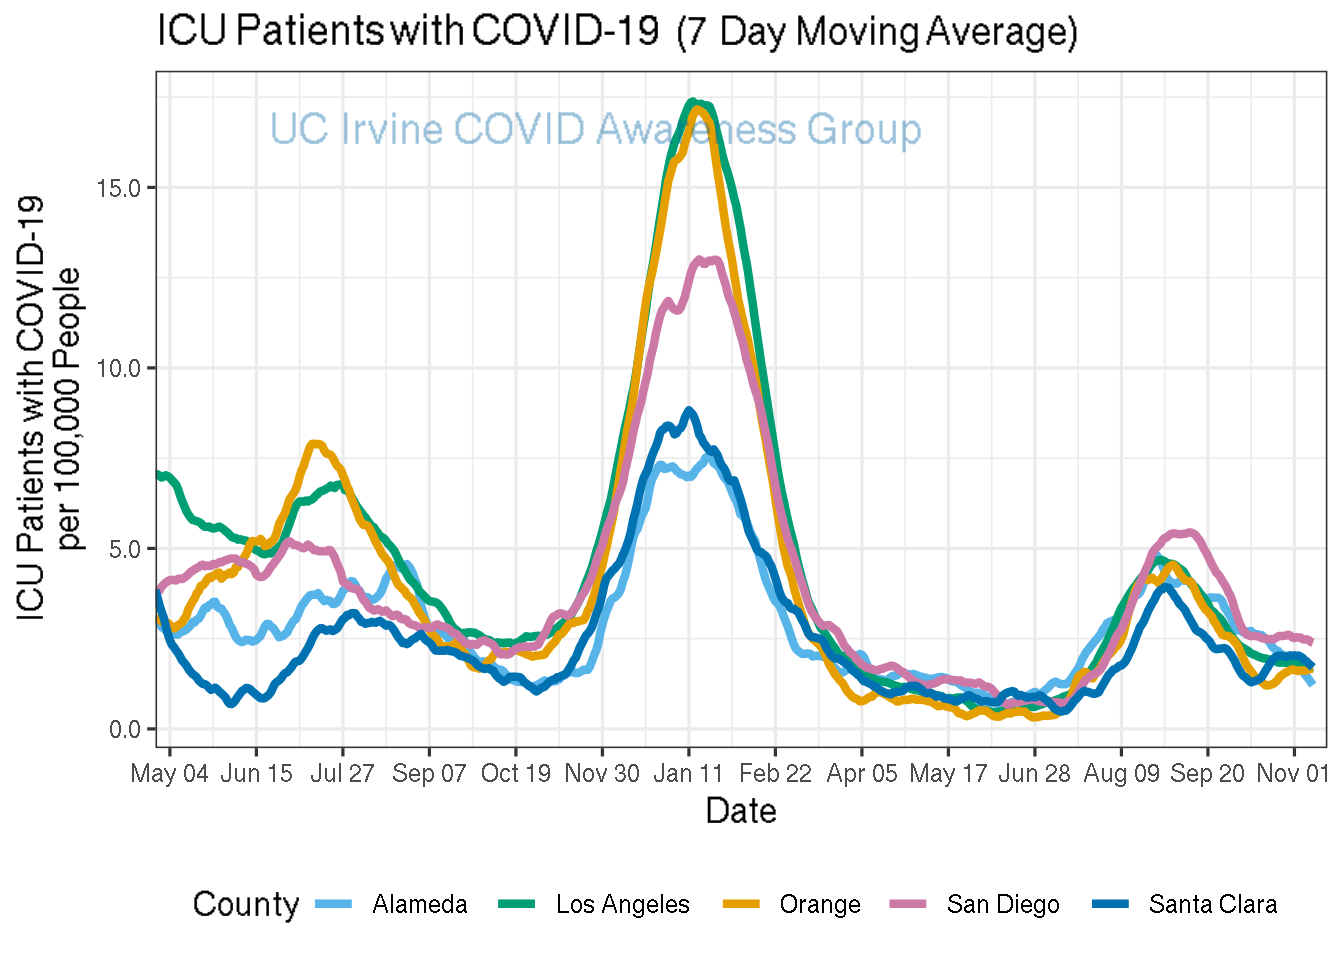 ICU Patients with COVID-19 (7 Day Moving Average)
UC Irvine COVID Awareness Group
ICU Patients with COVID-19
per 100,000 People
15.0
10.0
5.0
0.0
May 04 Jun 15 Jul 27 Sep 07 Oct 19 Nov 30 Jan 11 Feb 22 Apr 05 May 17 Jun 28 Aug 09 Sep 20 Nov 01
Date
County Alameda Los Angeles Orange San Diego Santa Clara